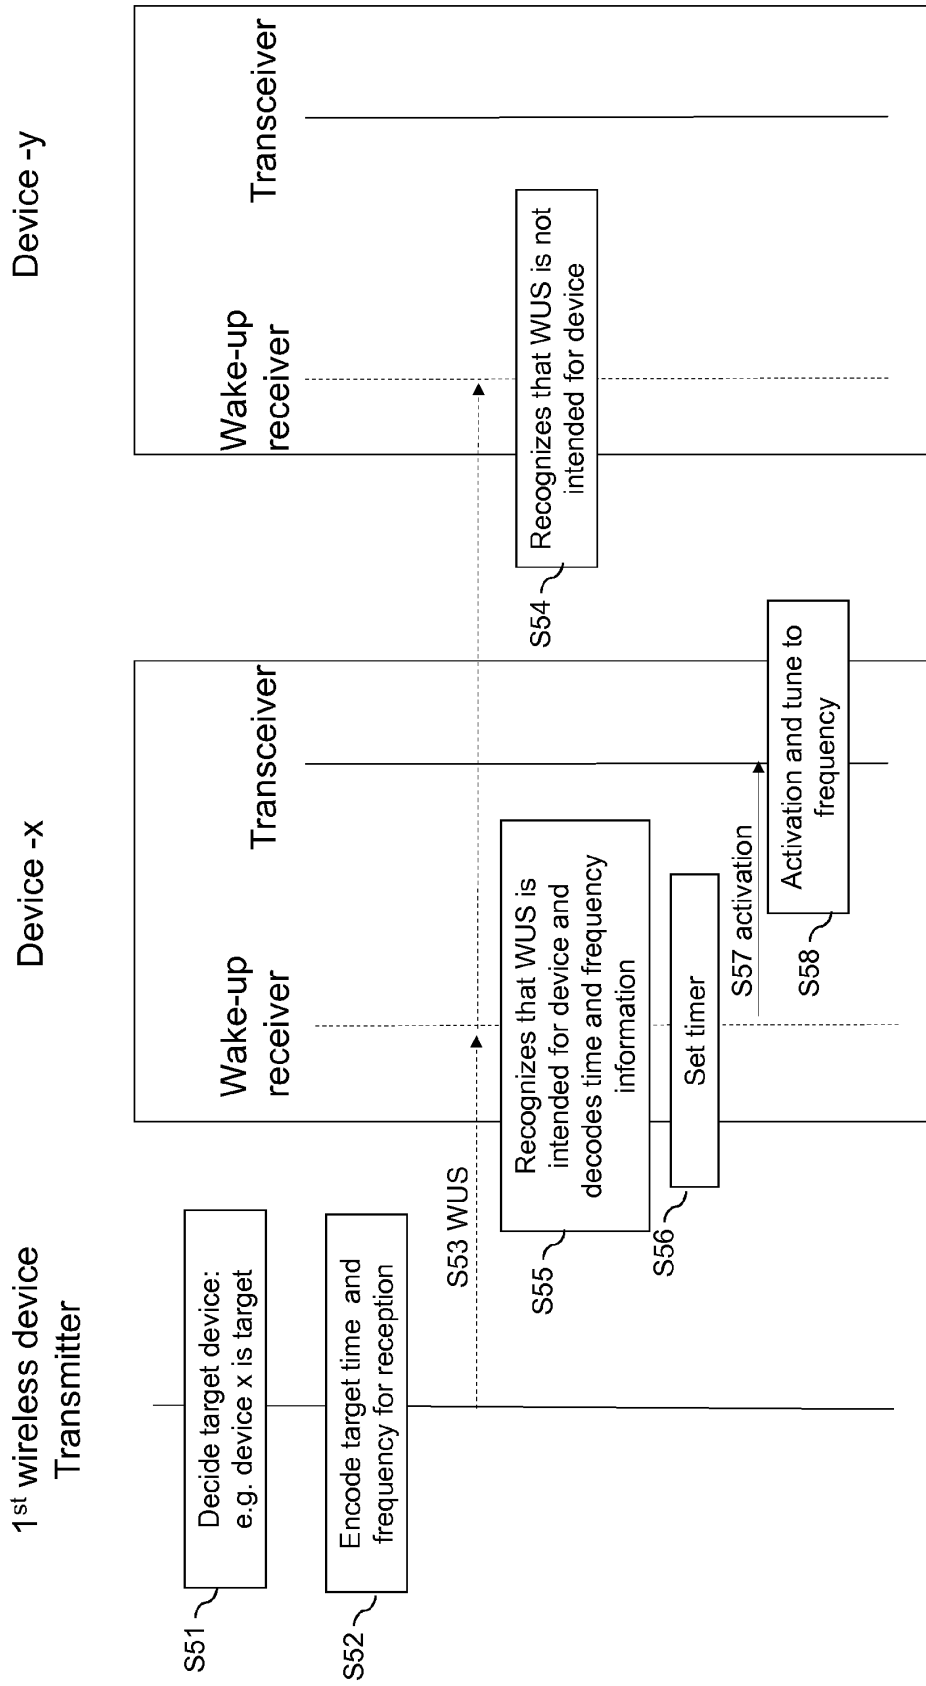 1st wireless device
Transmitter
Device -x
Device -y
Wake-up
receiver
Transceiver
Wake-up
receiver
Transceiver
S51
Decide target device:
e.g. device x is target
S52
Encode target time and
frequency for reception
S53 WUS
S54
Recognizes that WUS is not
intended for device
S55
Recognizes that WUS is
intended for device and
decodes time and frequency
information
S56
Set timer
S57 activation
S58
Activation and tune to
frequency